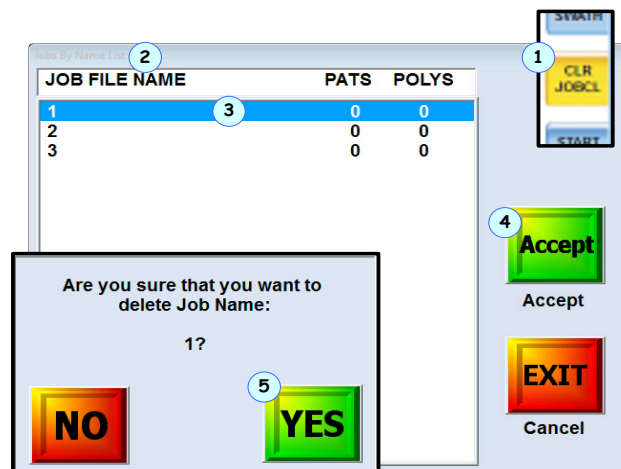 SWATH
1
CLR
JOBCL
START
Jobs By Name List
2
JOB FILE NAME PATS POLYS
3
1 0 0
2 0 0
3 0 0
4
Accept
Accept
Are you sure that you want to
delete Job Name:
1?
5
NO YES
EXIT
Cancel